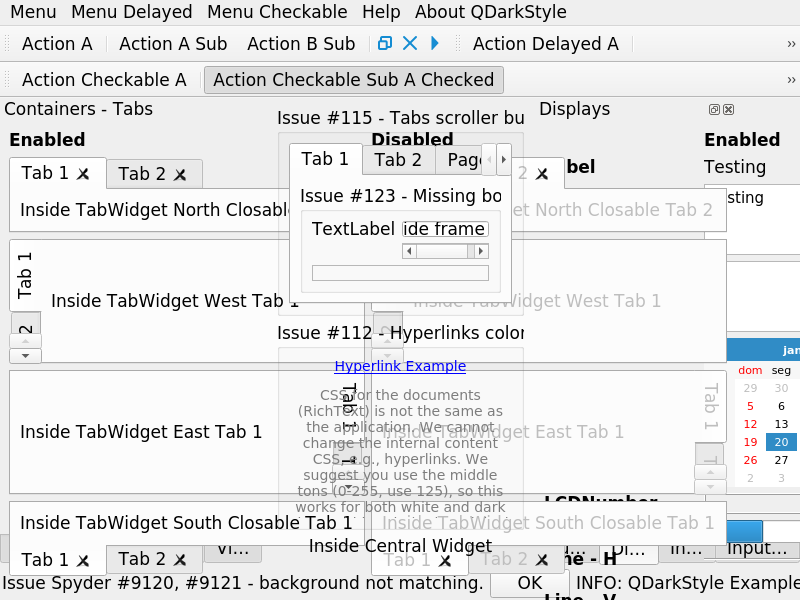 Menu Menu Delayed Menu Checkable Help About QDarkStyle
Action A Action A Sub Action B Sub Action Delayed A ››
Action Checkable A Action Checkable Sub A Checked ››
Containers - Tabs
Issue #115 - Tabs scroller bu
Displays
Enabled
Disabled
Enabled
Tab 1 Tab 2
Tab 1 Tab 2 Page
2
bel
Testing
Inside TabWidget North Closable
Issue #123 - Missing bo
et North Closable Tab 2
sting
TextLabel ide frame
Tab 1
2
Inside TabWidget West Tab 1
Inside TabWidget West Tab 1
Issue #112 - Hyperlinks color
jan
Hyperlink Example
dom seg
29 30
5 6
12 13
19 20
26 27
2 3
CSS for the documents
(RichText) is not the same as
the application. We cannot
change the internal content
CSS, e.g., hyperlinks. We
suggest you use the middle
tons (0-255, use 125), so this
works for both white and dark
Inside TabWidget East Tab 1
Tab 1
Inside TabWidget East Tab 1
Tab 1
T
LCDNumber
Inside TabWidget South Closable Tab 1
Inside TabWidget South Closable Tab 1
Inside Central Widget
Tab 1 Tab 2 Vi...
Tab 1 Tab 2
Di... In... Input...
ne - H
Issue Spyder #9120, #9121 - background not matching. OK INFO: QDarkStyle Example
Line - V